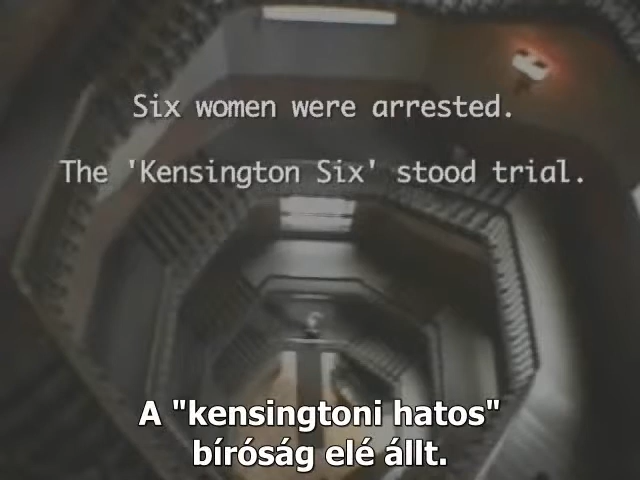 Six women were arrested.
The 'Kensington Six' stood trial.
A "kensingtoni hatos"
bíróság elé állt.